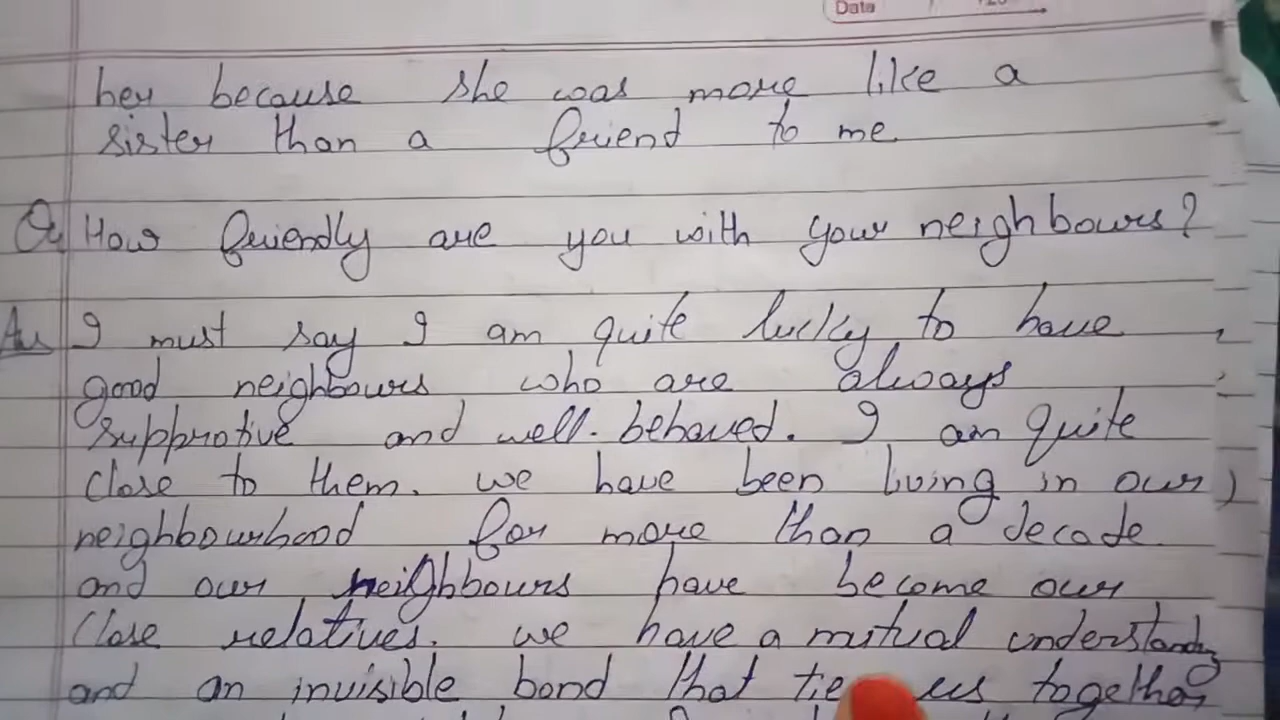 Data
her because she was more like a
sister than a friend to me
Q. How friendly are you with your neighbours?
Ans I must say I am quite lucky to have
good neighbours who are always
supprotive and well-behaved. I am quite
close to them. we have been living in our
neighbourhood for more than a decade
and our neighbours have become our
close relatives. we have a mutual understanding
and an invisible bond that tie us together